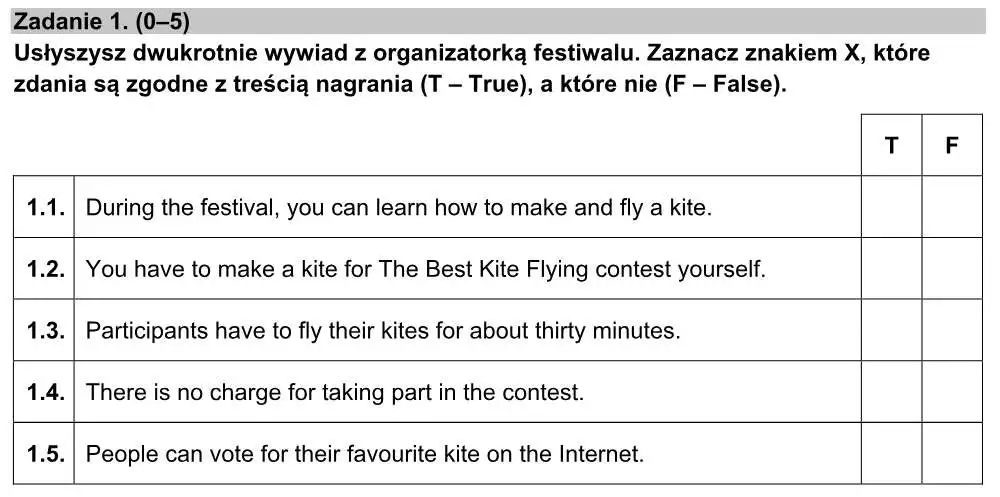 Zadanie 1. (0–5)
Usłyszysz dwukrotnie wywiad z organizatorką festiwalu. Zaznacz znakiem X, które
zdania są zgodne z treścią nagrania (T – True), a które nie (F – False).
T F
1.1. During the festival, you can learn how to make and fly a kite.
1.2. You have to make a kite for The Best Kite Flying contest yourself.
1.3. Participants have to fly their kites for about thirty minutes.
1.4. There is no charge for taking part in the contest.
1.5. People can vote for their favourite kite on the Internet.